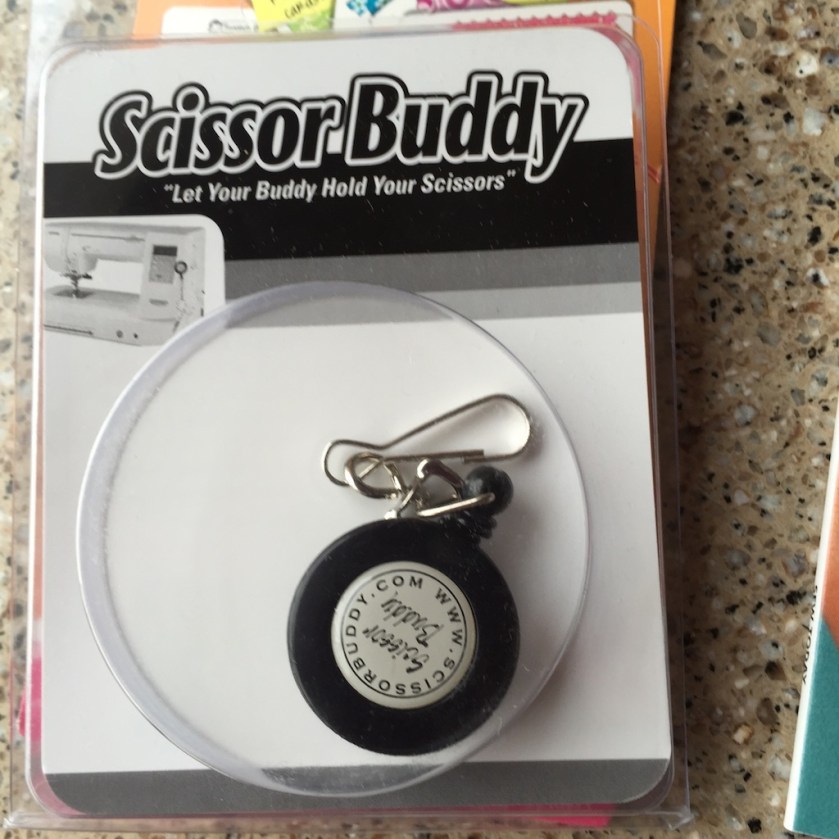 Scissor Buddy
"Let Your Buddy Hold Your Scissors"
WWW.SCISSORBUDDY.COM
Scissor
Buddy